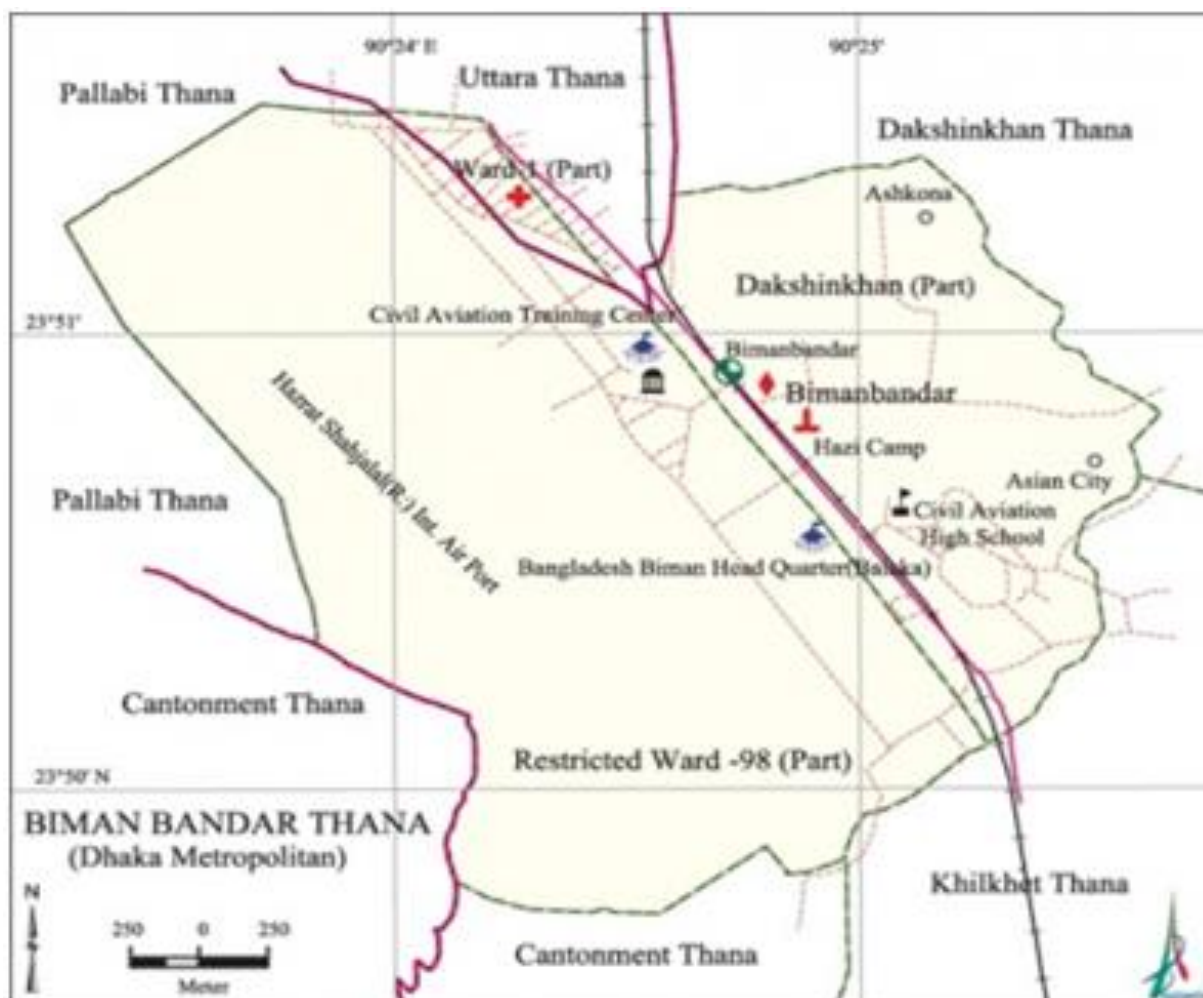 90°24' E
90°25'
Pallabi Thana
Uttara Thana
Dakshinkhan Thana
Ward-1 (Part)
Ashkona
Dakshinkhan (Part)
23°51'
Civil Aviation Training Center
Bimanbandar
Bimanbandar
Hazrat Shahjalal(R:) Int. Air Port
Hazi Camp
Pallabi Thana
Asian City
Civil Aviation
High School
Bangladesh Biman Head Quarter(Balaka)
Cantonment Thana
Restricted Ward -98 (Part)
23°50' N
BIMAN BANDAR THANA
(Dhaka Metropolitan)
Khilkhet Thana
N
250 0 250
Meter
Cantonment Thana